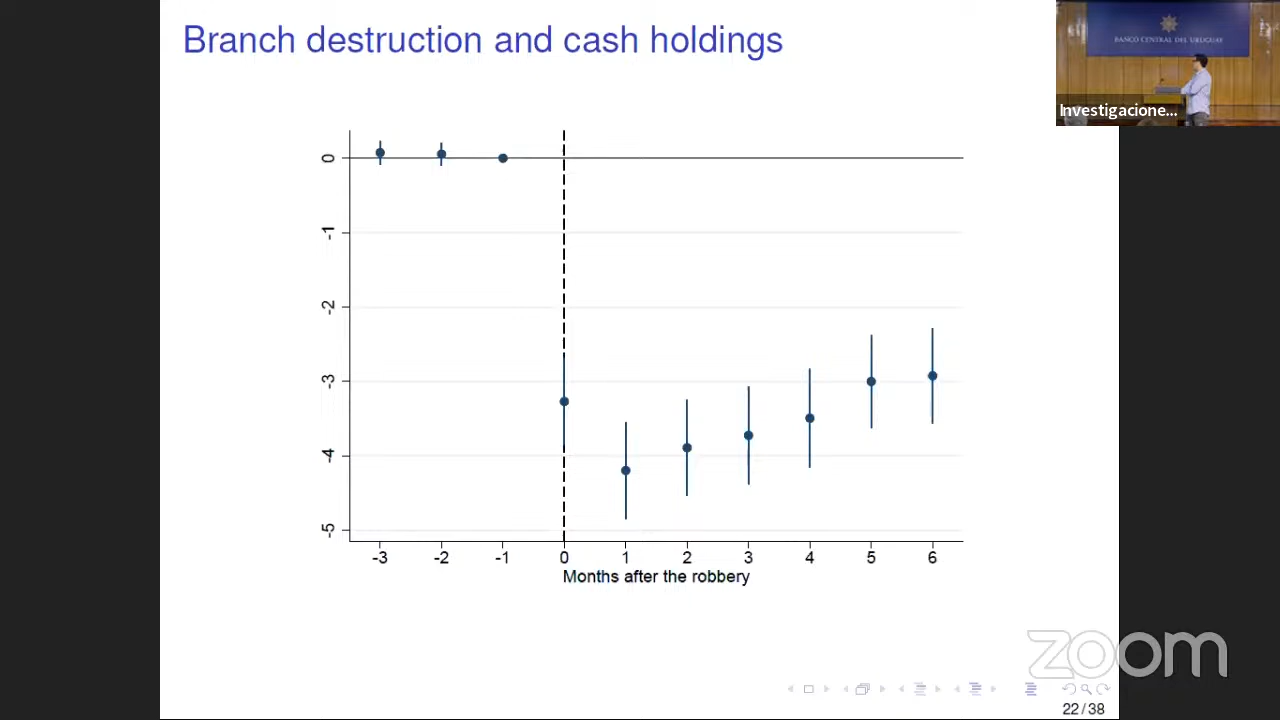 Branch destruction and cash holdings
BANCO CENTRAL DEL URUGUAY
Investigacione...
0
-1
-2
-3
-4
-5
-3 -2 -1 0 1 2 3 4 5 6
Months after the robbery
zoom
22/38